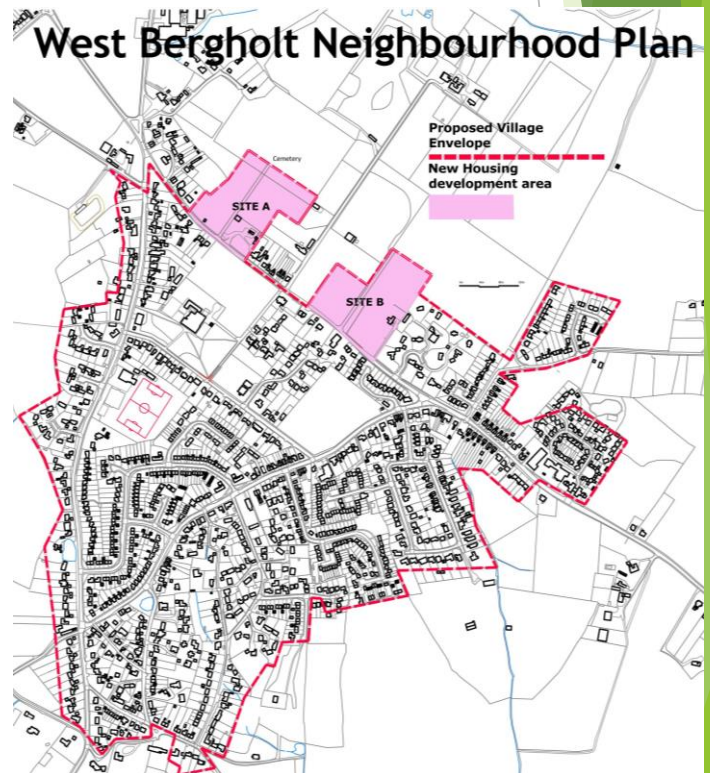 West Bergholt Neighbourhood Plan
Proposed Village
Envelope
New Housing
development area
Cemetery
SITE A
SITE B